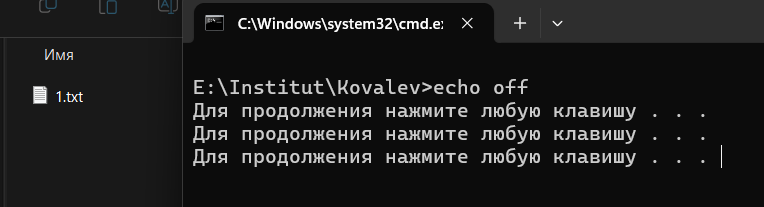 C:\Windows\system32\cmd.e
Имя
1.txt
E:\Institut\Kovalev>echo off
Для продолжения нажмите любую клавишу . . .
Для продолжения нажмите любую клавишу . . .
Для продолжения нажмите любую клавишу . . .